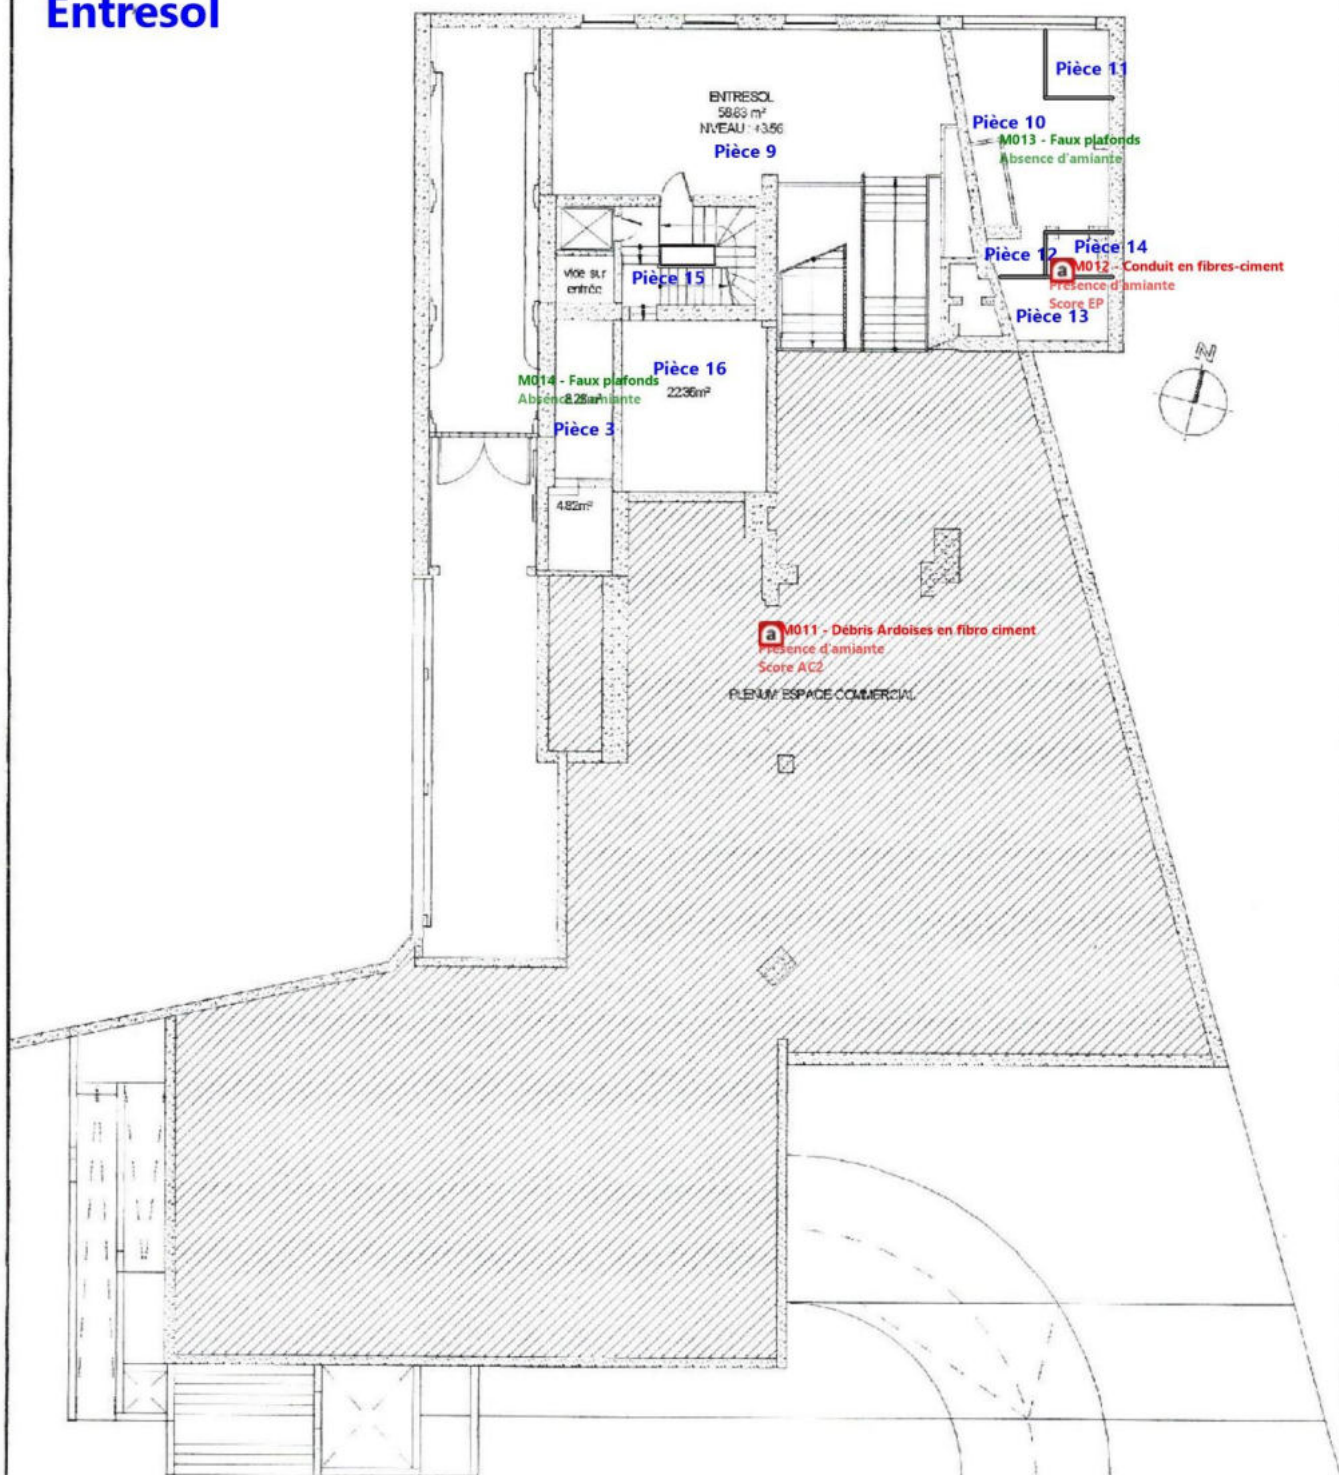 Entresol
ENTRESOL
58.83 m²
NIVEAU : +3.56
Pièce 9
Pièce 11
Pièce 10
M013 - Faux plafonds
Absence d'amiante
Pièce 12
Pièce 14
a M012 - Conduit en fibres-ciment
Présence d'amiante
Score EP
Pièce 13
vide sur
entrée
Pièce 15
Pièce 16
22.36m²
M014 - Faux plafonds
Absence d'amiante
Pièce 3
4.82m²
N
a M011 - Débris Ardoises en fibro ciment
Présence d'amiante
Score AC2
PLENUM ESPACE COMMERCIAL